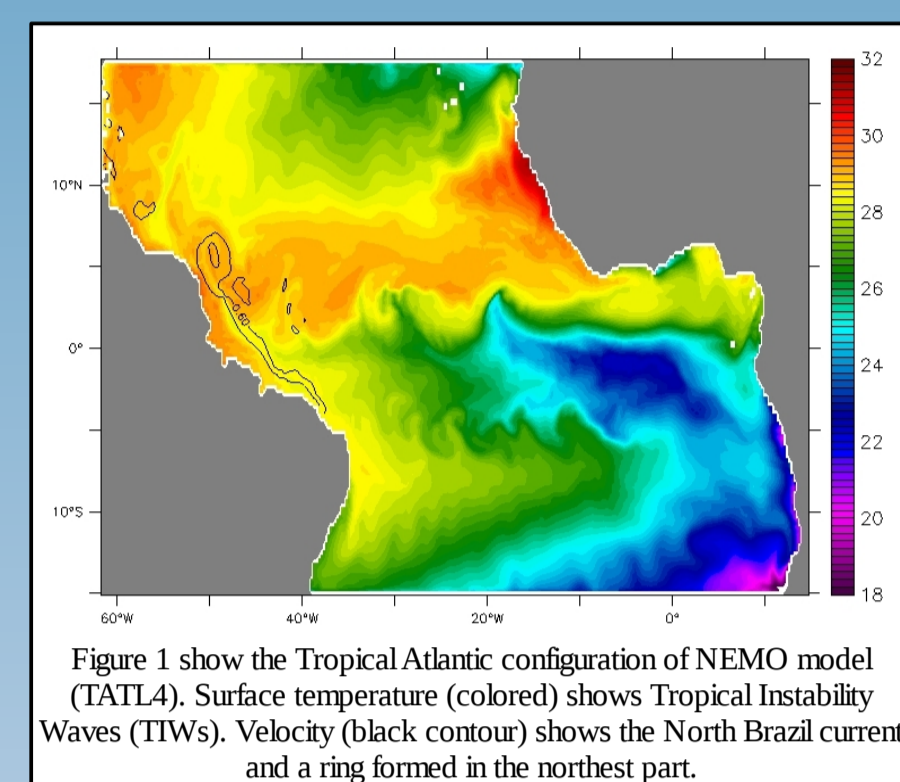 32
30
10°N
28
26
0°
24
22
10°S
20
18
60°W 40°W 20°W 0°
Figure 1 show the Tropical Atlantic configuration of NEMO model
(TATL4). Surface temperature (colored) shows Tropical Instability
Waves (TIWs). Velocity (black contour) shows the North Brazil current
and a ring formed in the northest part.